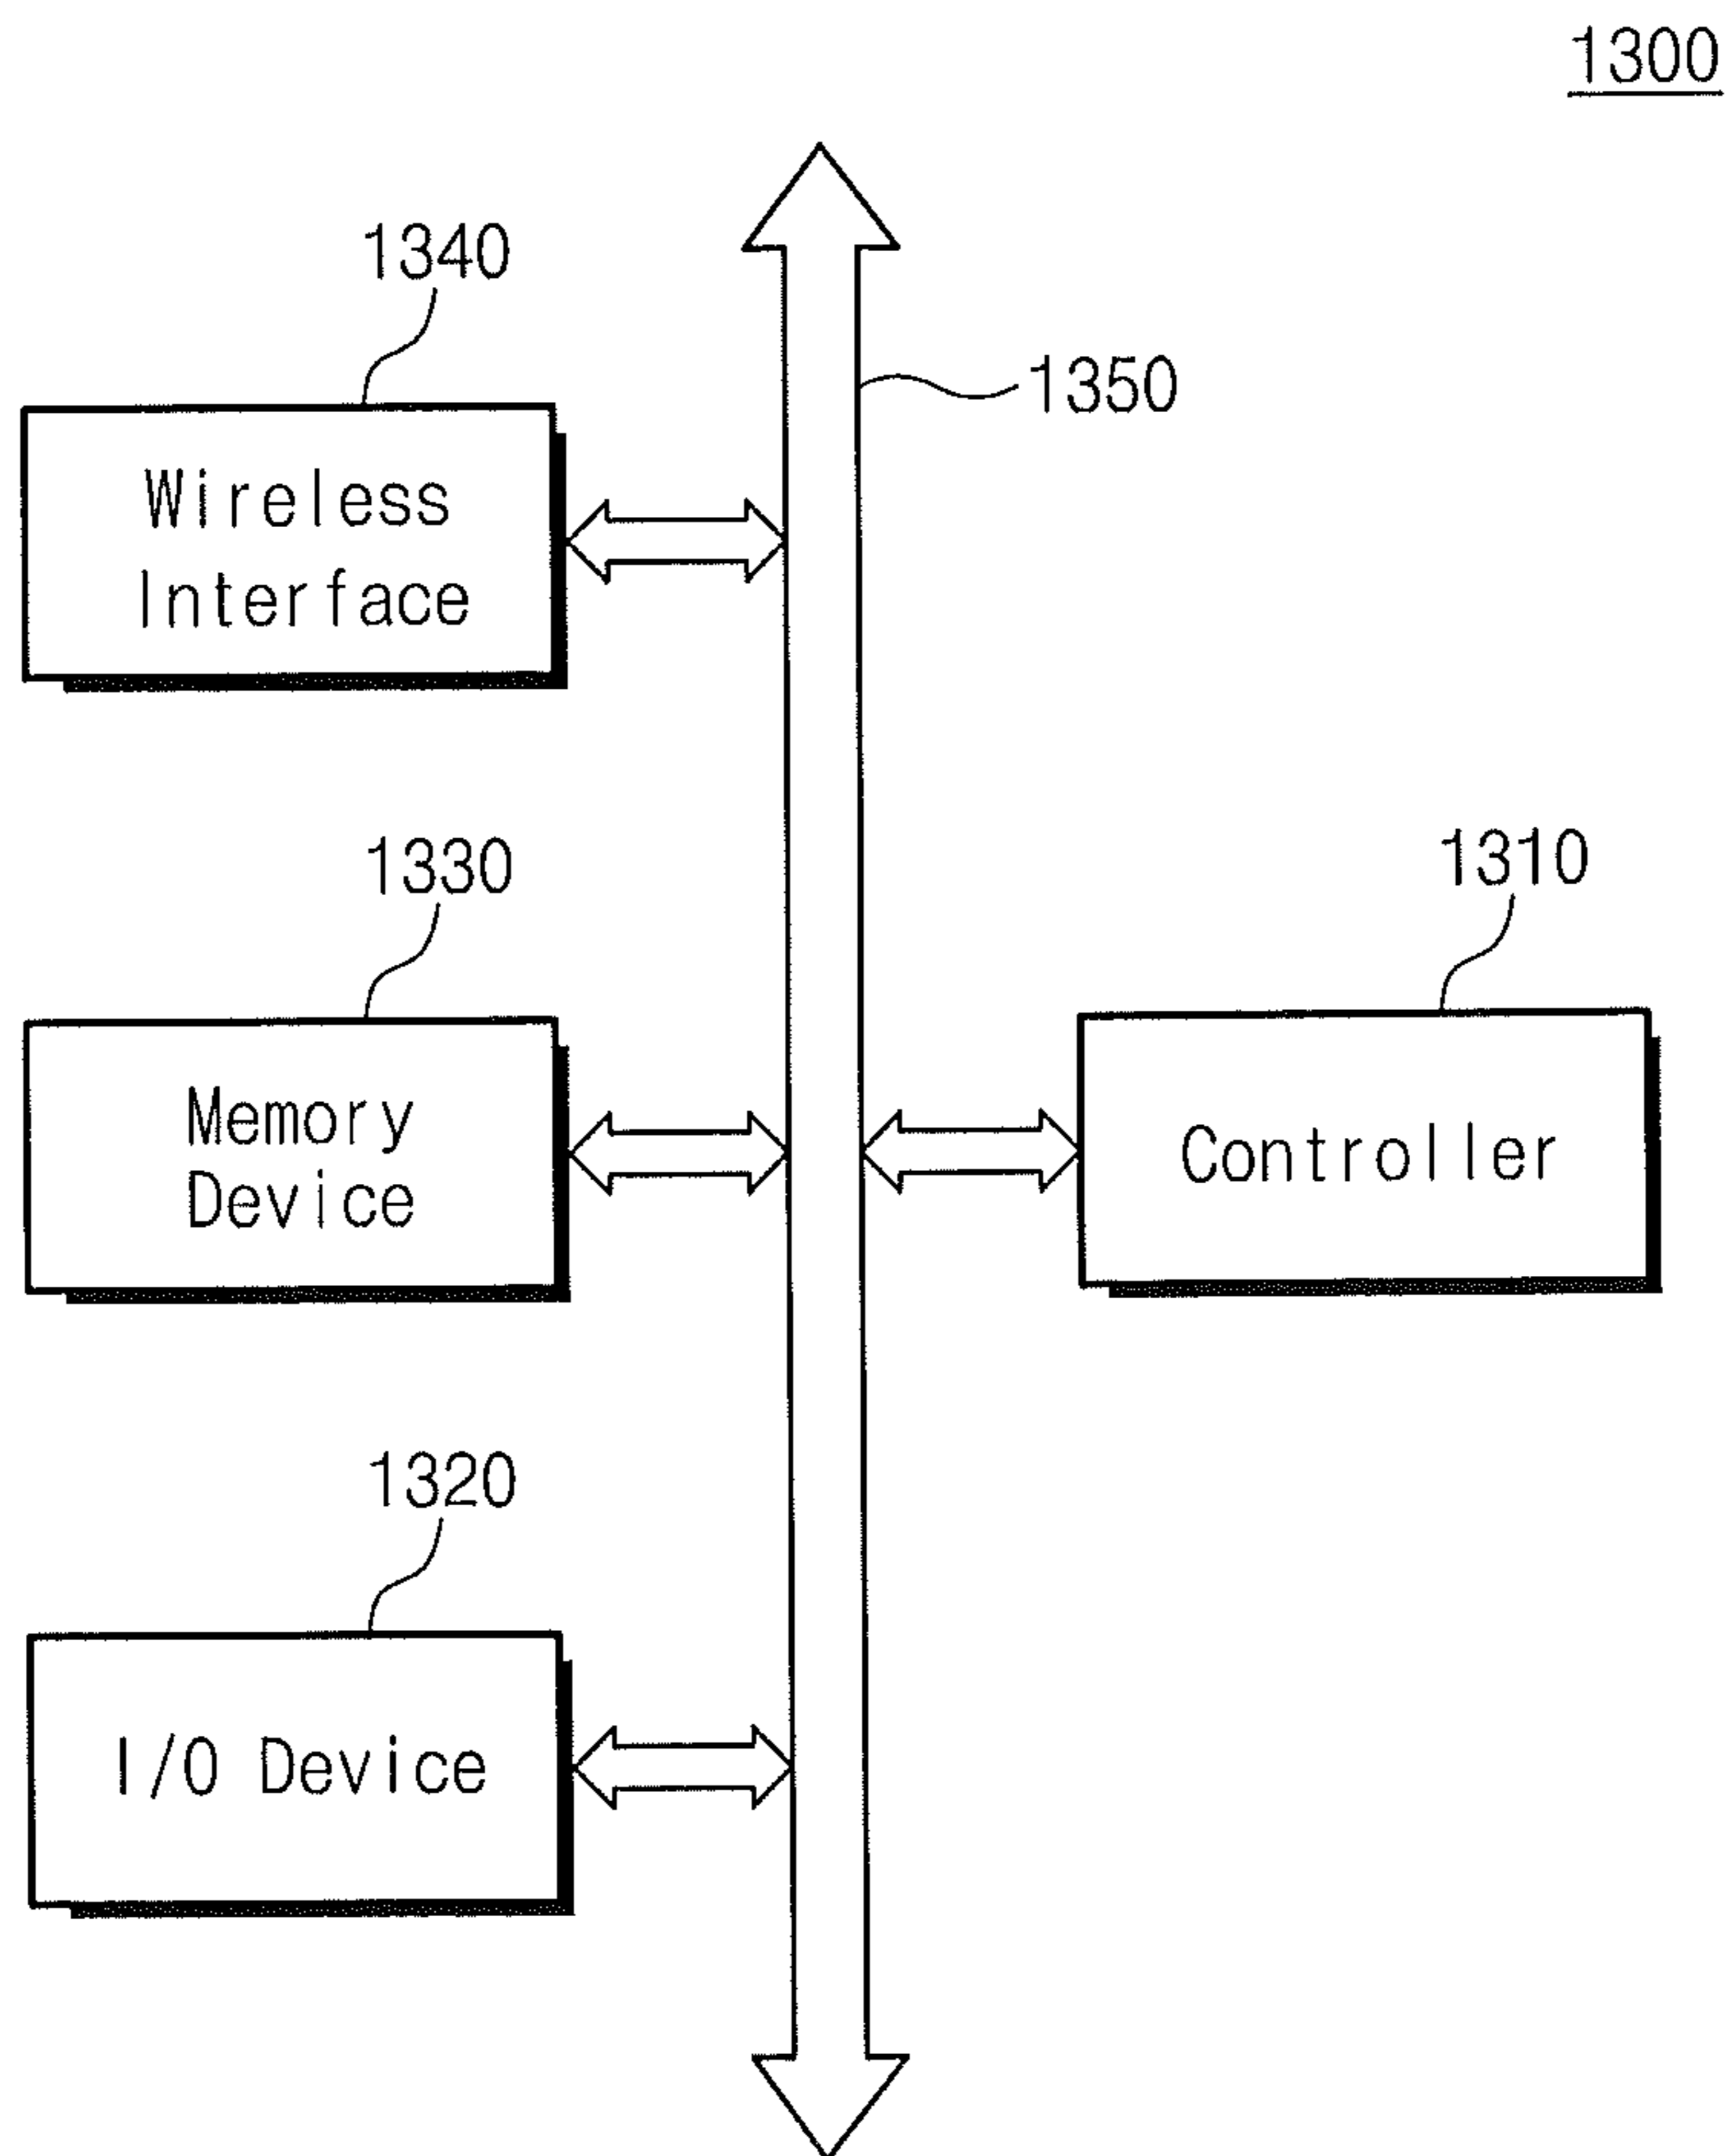 1300
1340
1350
Wireless
Interface
1330
1310
Memory
Device
Controller
1320
I/O Device